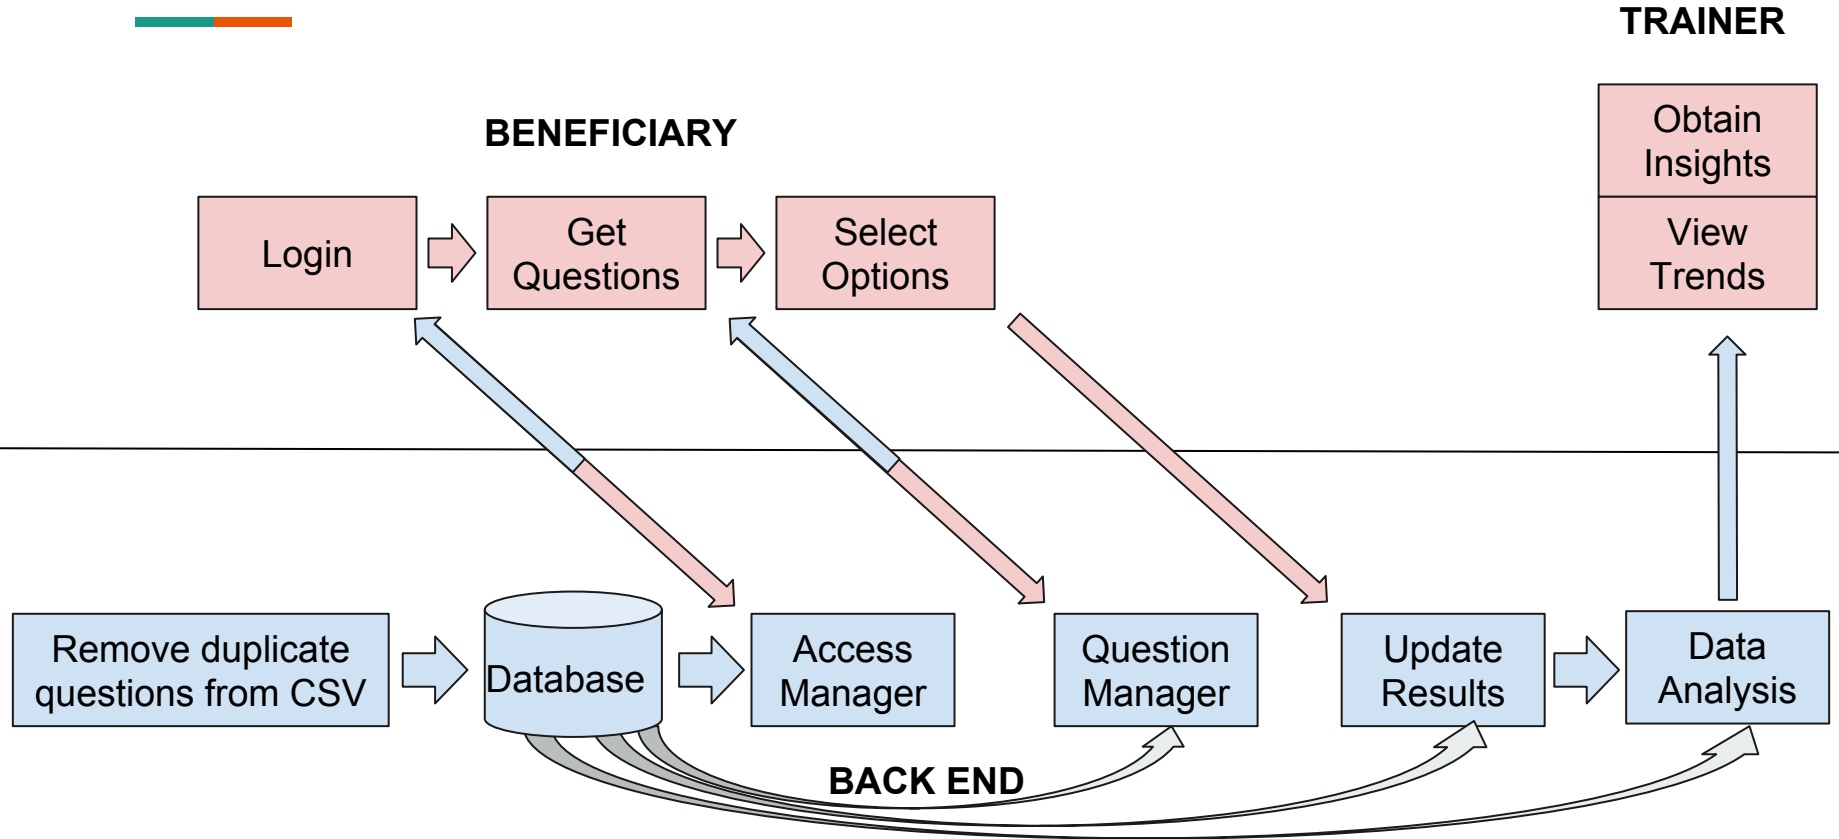 TRAINER
Obtain
Insights
View
Trends
BENEFICIARY
Login
Get
Questions
Select
Options
Remove duplicate
questions from CSV
Database
Access
Manager
Question
Manager
Update
Results
Data
Analysis
BACK END